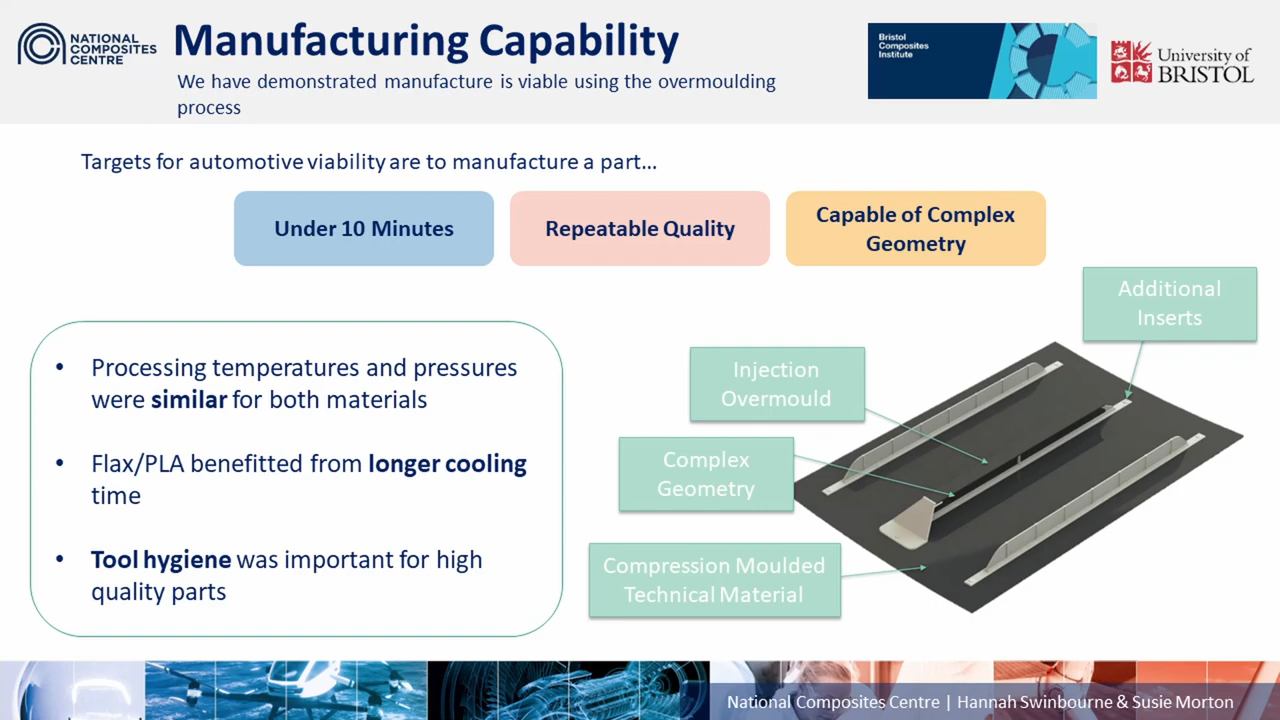 NATIONAL
COMPOSITES
CENTRE
Manufacturing Capability
We have demonstrated manufacture is viable using the overmoulding
process
Bristol
Composites
Institute
University of
BRISTOL
Targets for automotive viability are to manufacture a part...
Under 10 Minutes
Repeatable Quality
Capable of Complex
Geometry
• Processing temperatures and pressures
were similar for both materials
• Flax/PLA benefitted from longer cooling
time
• Tool hygiene was important for high
quality parts
Additional
Inserts
Injection
Overmould
Complex
Geometry
Compression Moulded
Technical Material
National Composites Centre | Hannah Swinbourne & Susie Morton